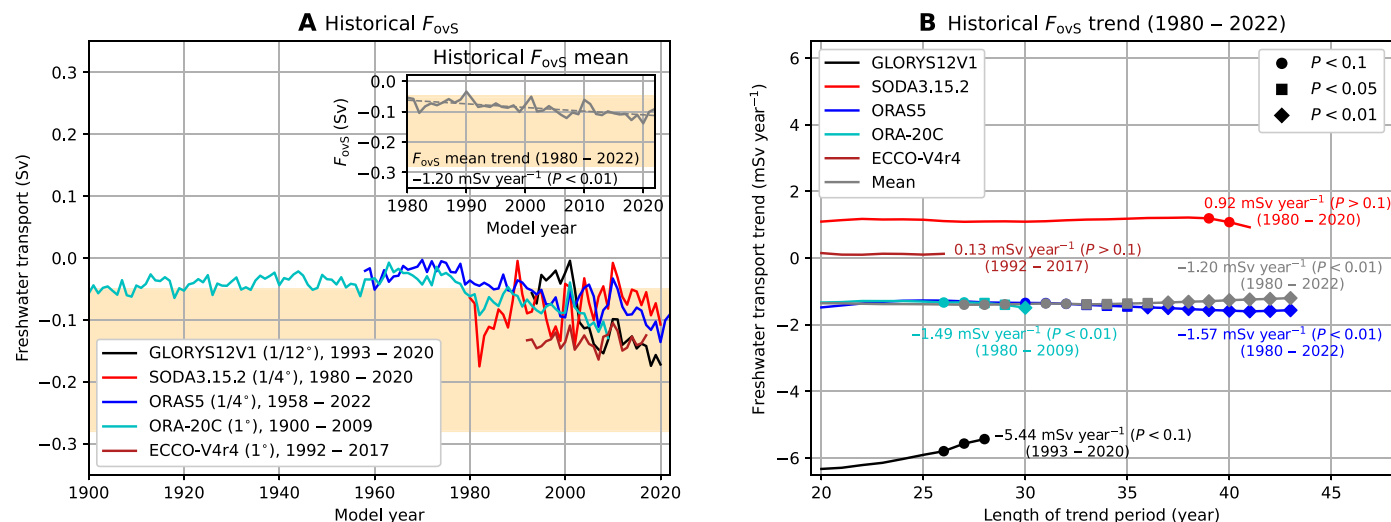 A Historical FovS
Freshwater transport (Sv)
0.3
0.2
0.1
0.0
−0.1
−0.2
−0.3
Historical FovS mean
FovS (Sv)
0.0
−0.1
−0.2
−0.3
FovS mean trend (1980 – 2022)
−1.20 mSv year⁻¹ (P < 0.01)
1980 1990 2000 2010 2020
Model year
GLORYS12V1 (1/12°), 1993 – 2020
SODA3.15.2 (1/4°), 1980 – 2020
ORAS5 (1/4°), 1958 – 2022
ORA-20C (1°), 1900 – 2009
ECCO-V4r4 (1°), 1992 – 2017
1900 1920 1940 1960 1980 2000 2020
Model year
B Historical FovS trend (1980 – 2022)
Freshwater transport trend (mSv year⁻¹)
6
4
2
0
−2
−4
−6
GLORYS12V1
SODA3.15.2
ORAS5
ORA-20C
ECCO-V4r4
Mean
P < 0.1
P < 0.05
P < 0.01
0.92 mSv year⁻¹ (P > 0.1)
(1980 – 2020)
0.13 mSv year⁻¹ (P > 0.1)
(1992 – 2017)
−1.20 mSv year⁻¹ (P < 0.01)
(1980 – 2022)
−1.49 mSv year⁻¹ (P < 0.01)
(1980 – 2009)
−1.57 mSv year⁻¹ (P < 0.01)
(1980 – 2022)
−5.44 mSv year⁻¹ (P < 0.1)
(1993 – 2020)
20 25 30 35 40 45
Length of trend period (year)